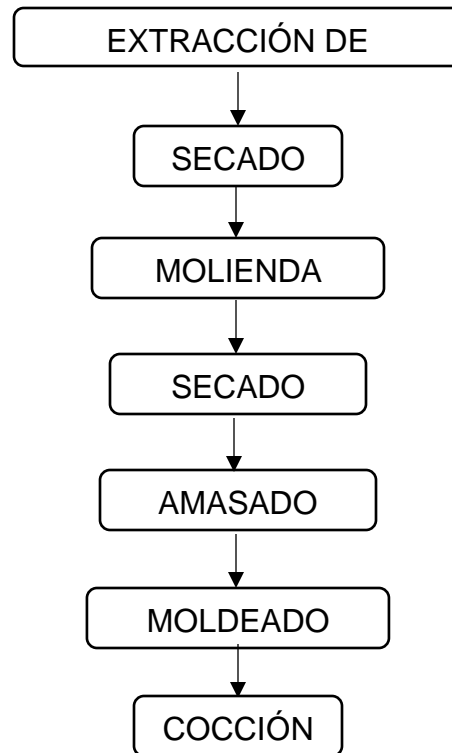 EXTRACCIÓN DE
SECADO
MOLIENDA
SECADO
AMASADO
MOLDEADO
COCCIÓN